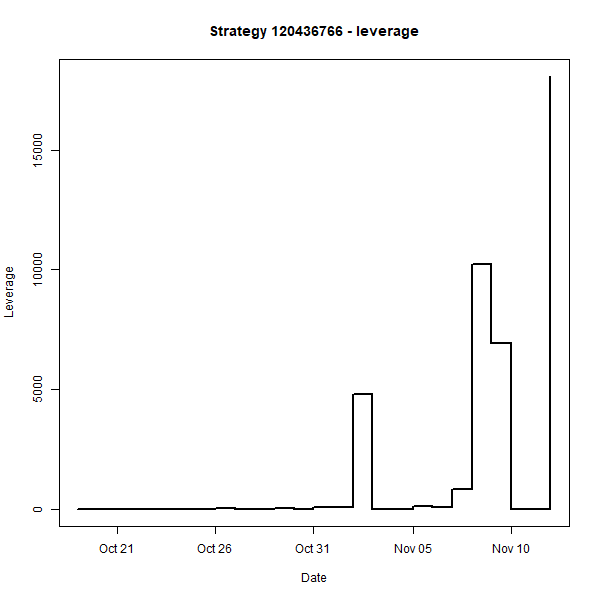 Strategy 120436766 - leverage
15000
10000
5000
0
Leverage
Oct 21 Oct 26 Oct 31 Nov 05 Nov 10
Date